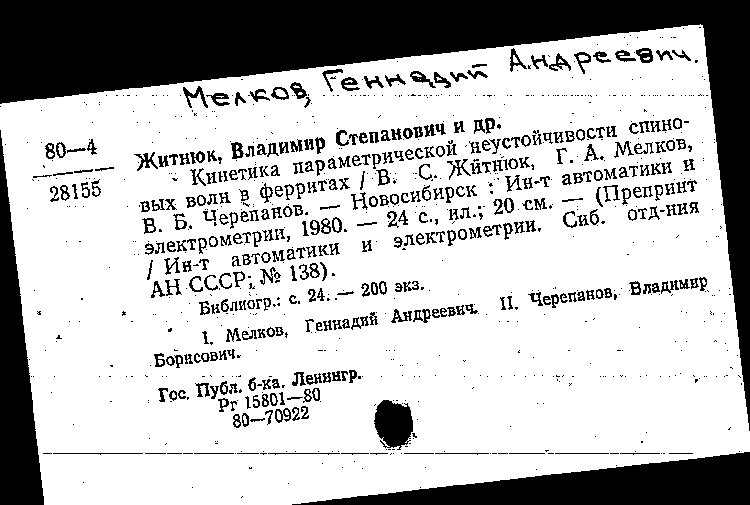 Мелков, Геннадий Андреевич.
80—4
28155
Житнюк, Владимир Степанович и др.
Кинетика параметрической неустойчивости спино-
вых волн в ферритах / В. С. Житнюк, Г. А. Мелков,
В. Б. Черепанов. — Новосибирск : Ин-т автоматики и
электрометрии, 1980. — 24 с., ил.; 20 см. — (Препринт
/ Ин-т автоматики и электрометрии. Сиб. отд-ния
АН СССР; № 138).
Библиогр.: с. 24. — 200 экз.
I. Мелков, Геннадий Андреевич. II. Черепанов, Владимир
Борисович.
Гос. Публ. б-ка. Ленингр.
Рг 15801—80
80—70922